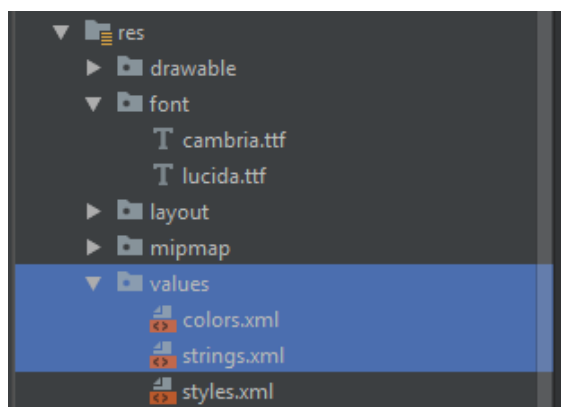 res
drawable
font
cambria.ttf
lucida.ttf
layout
mipmap
values
colors.xml
strings.xml
styles.xml